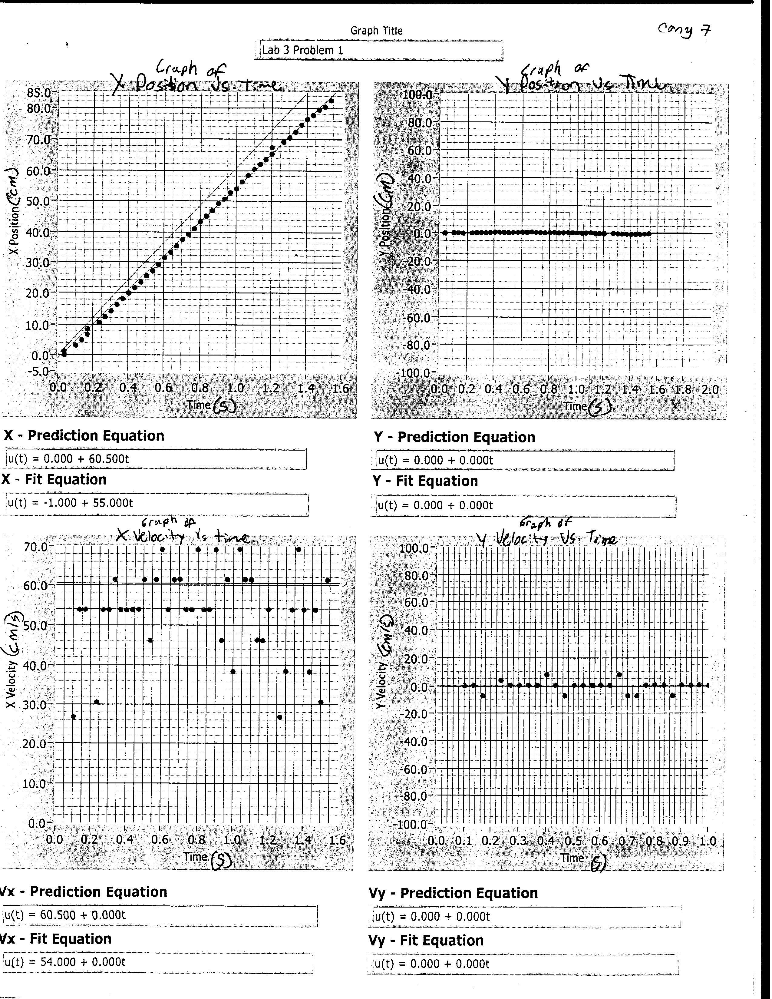 Graph Title
Cony 7
Lab 3 Problem 1
Graph of
X Position Vs. Time
85.0
80.0
70.0
60.0
50.0
40.0
30.0
20.0
10.0
0.0
-5.0
X Position (cm)
0.0 0.2 0.4 0.6 0.8 1.0 1.2 1.4 1.6
Time (s)
Graph of
Y Position Vs. Time
100.0
80.0
60.0
40.0
20.0
0.0
-20.0
-40.0
-60.0
-80.0
-100.0
Y Position (cm)
0.0 0.2 0.4 0.6 0.8 1.0 1.2 1.4 1.6 1.8 2.0
Time (s)
X - Prediction Equation
u(t) = 0.000 + 60.500t
X - Fit Equation
u(t) = -1.000 + 55.000t
Y - Prediction Equation
u(t) = 0.000 + 0.000t
Y - Fit Equation
u(t) = 0.000 + 0.000t
Graph of
X Velocity Vs time.
70.0
60.0
50.0
40.0
30.0
20.0
10.0
0.0
X Velocity (cm/s)
0.0 0.2 0.4 0.6 0.8 1.0 1.2 1.4 1.6
Time (s)
Graph of
Y Velocity Vs. Time
100.0
80.0
60.0
40.0
20.0
0.0
-20.0
-40.0
-60.0
-80.0
-100.0
Y Velocity (cm/s)
0.0 0.1 0.2 0.3 0.4 0.5 0.6 0.7 0.8 0.9 1.0
Time (s)
Vx - Prediction Equation
u(t) = 60.500 + 0.000t
Vx - Fit Equation
u(t) = 54.000 + 0.000t
Vy - Prediction Equation
u(t) = 0.000 + 0.000t
Vy - Fit Equation
u(t) = 0.000 + 0.000t